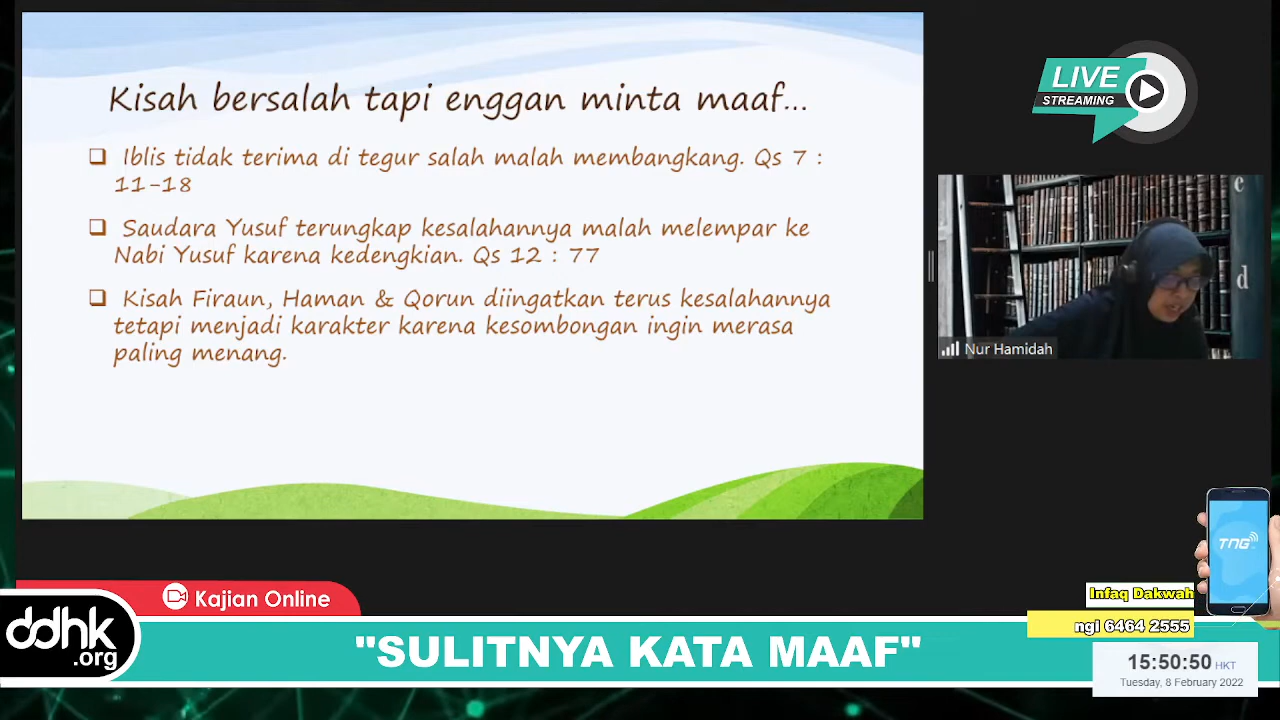 Kisah bersalah tapi enggan minta maaf...
❑ Iblis tidak terima di tegur salah malah membangkang. Qs 7 :
11-18
❑ Saudara Yusuf terungkap kesalahannya malah melempar ke
Nabi Yusuf karena kedengkian. Qs 12 : 77
❑ Kisah Firaun, Haman & Qorun diingatkan terus kesalahannya
tetapi menjadi karakter karena kesombongan ingin merasa
paling menang.
LIVE
STREAMING
e
d
Nur Hamidah
TNG
Kajian Online
ddhk
.org
"SULITNYA KATA MAAF"
Infaq Dakwah
ngl 6464 2555
15:50:50 HKT
Tuesday, 8 February 2022